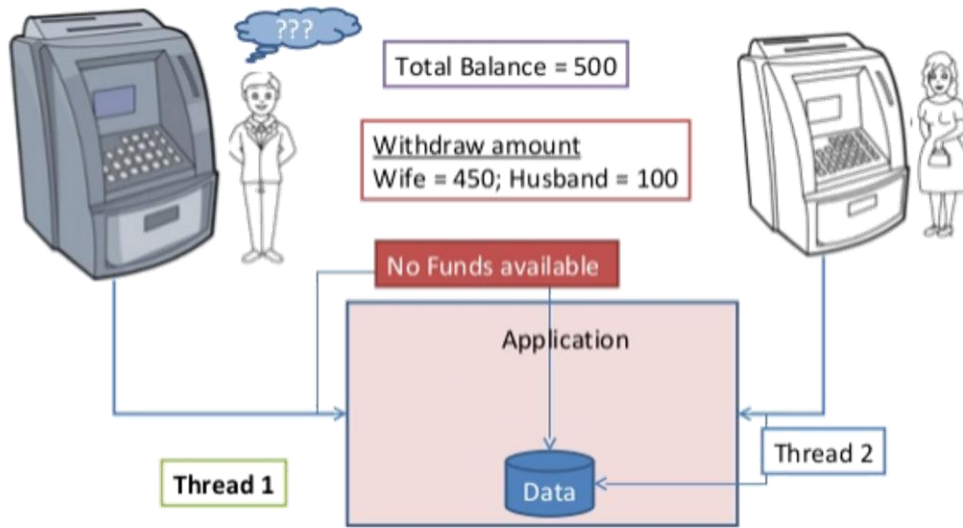 ???
Total Balance = 500
Withdraw amount
Wife = 450; Husband = 100
No Funds available
Application
Thread 1
Thread 2
Data